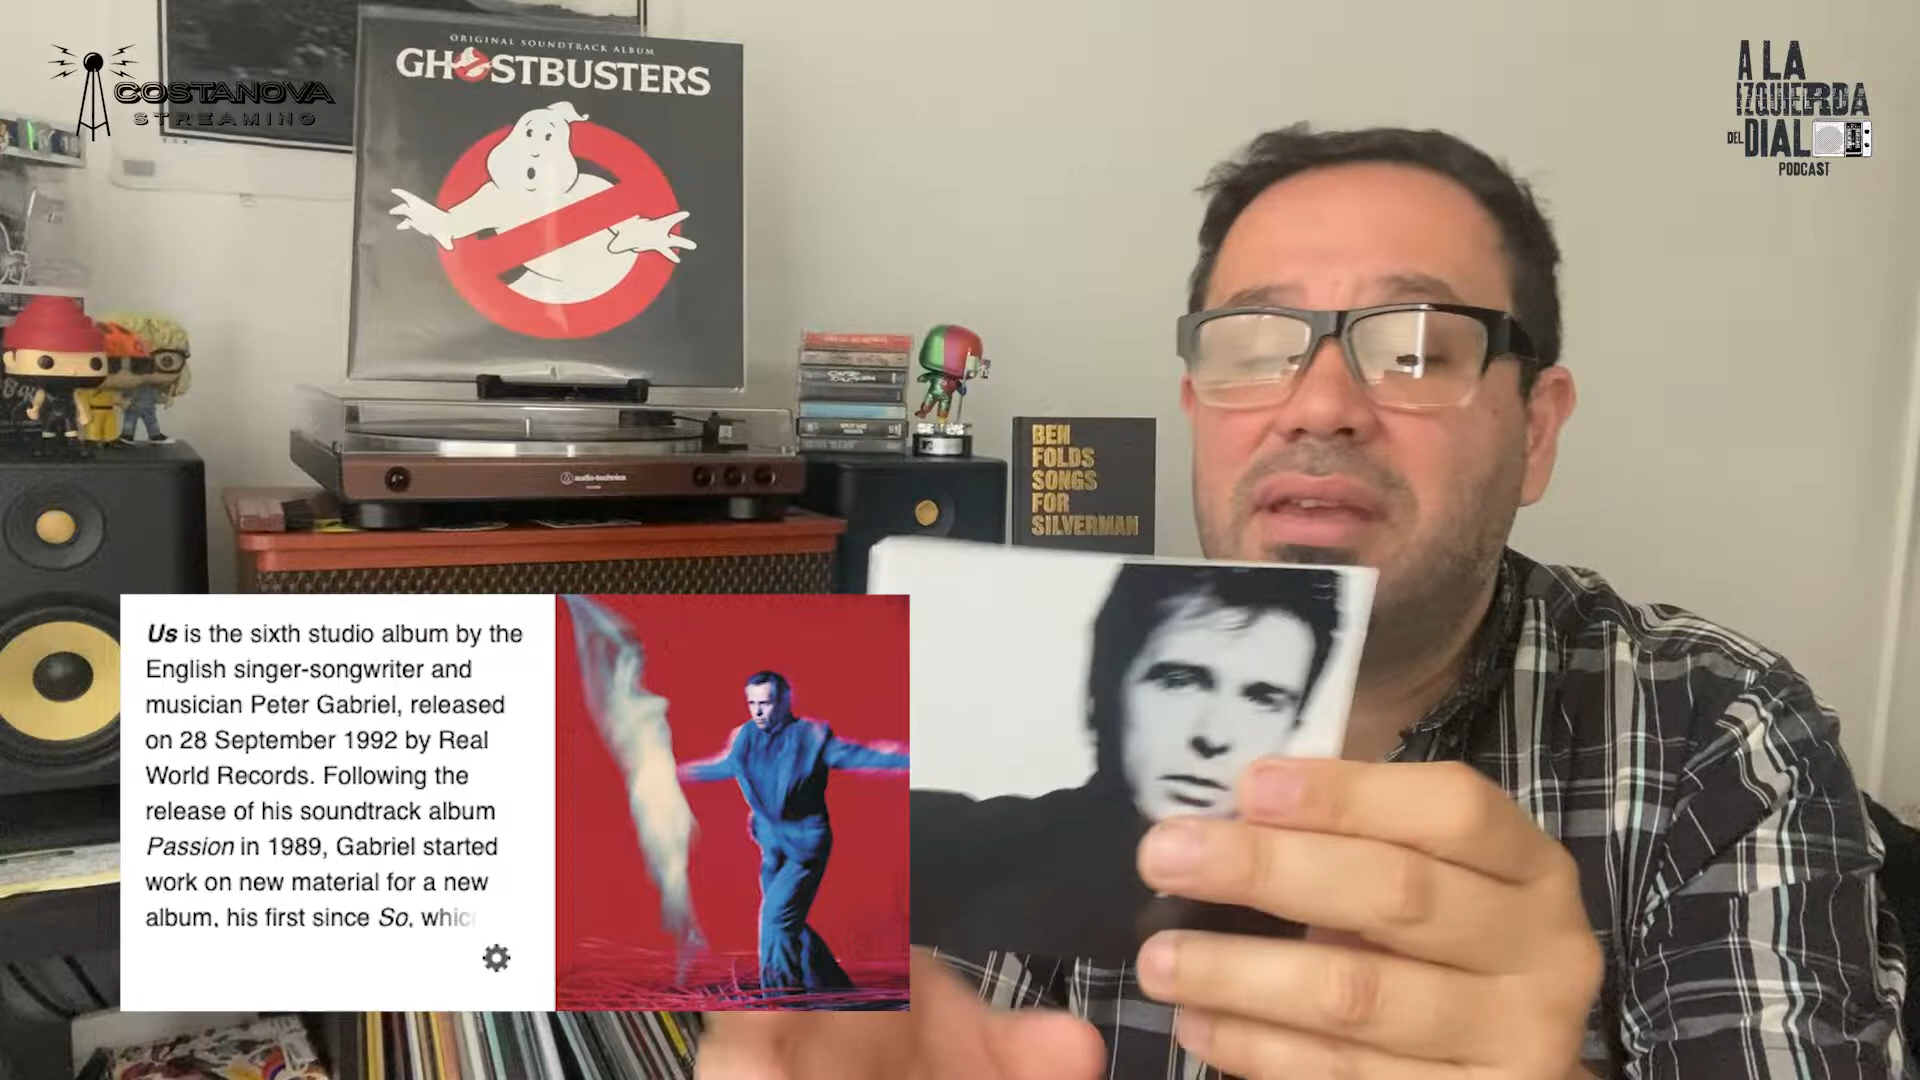 COSTANOVA
STREAMING
ORIGINAL SOUNDTRACK ALBUM
GHOSTBUSTERS
A LA
IZQUIERDA
DEL DIAL
PODCAST
audio-technica
BEN
FOLDS
SONGS
FOR
SILVERMAN
Us is the sixth studio album by the
English singer-songwriter and
musician Peter Gabriel, released
on 28 September 1992 by Real
World Records. Following the
release of his soundtrack album
Passion in 1989, Gabriel started
work on new material for a new
album, his first since So, whic